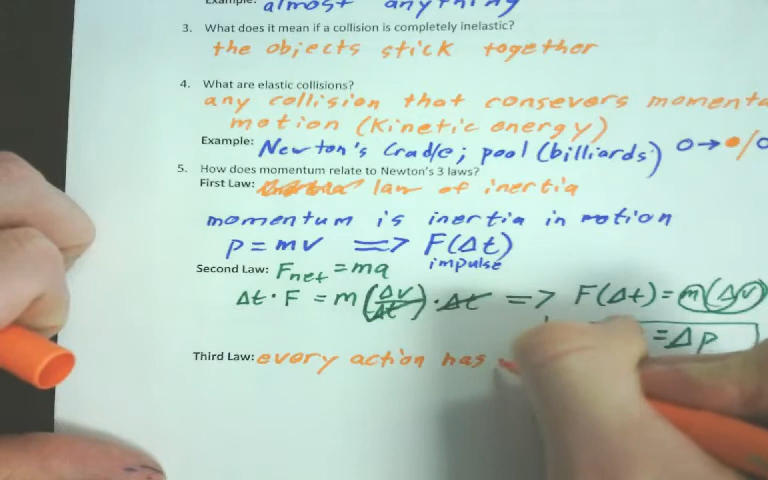 Example: almost anything
3. What does it mean if a collision is completely inelastic?
the objects stick together
4. What are elastic collisions?
any collision that consevers momenta
motion (kinetic energy)
Example: Newton's Cradle; pool (billiards)
5. How does momentum relate to Newton's 3 laws?
First Law: law of inertia
momentum is inertia in motion
p = mv => F(Δt)
impulse
Second Law: Fnet = ma
Δt · F = m(Δv/Δt) · Δt => F(Δt) = m(Δv)
= Δp
Third Law: every action has